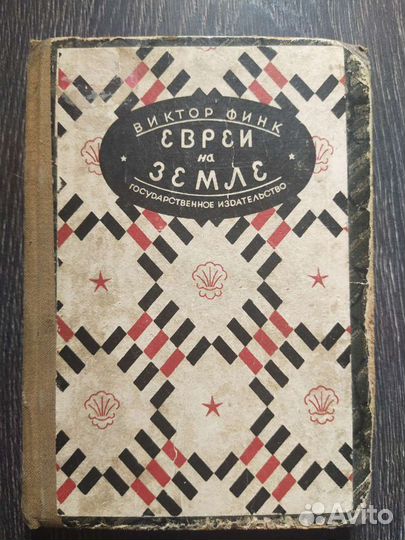 ВИКТОР ФИНК
ЕВРЕИ
на
ЗЕМЛЕ
ГОСУДАРСТВЕННОЕ ИЗДАТЕЛЬСТВО
Avito